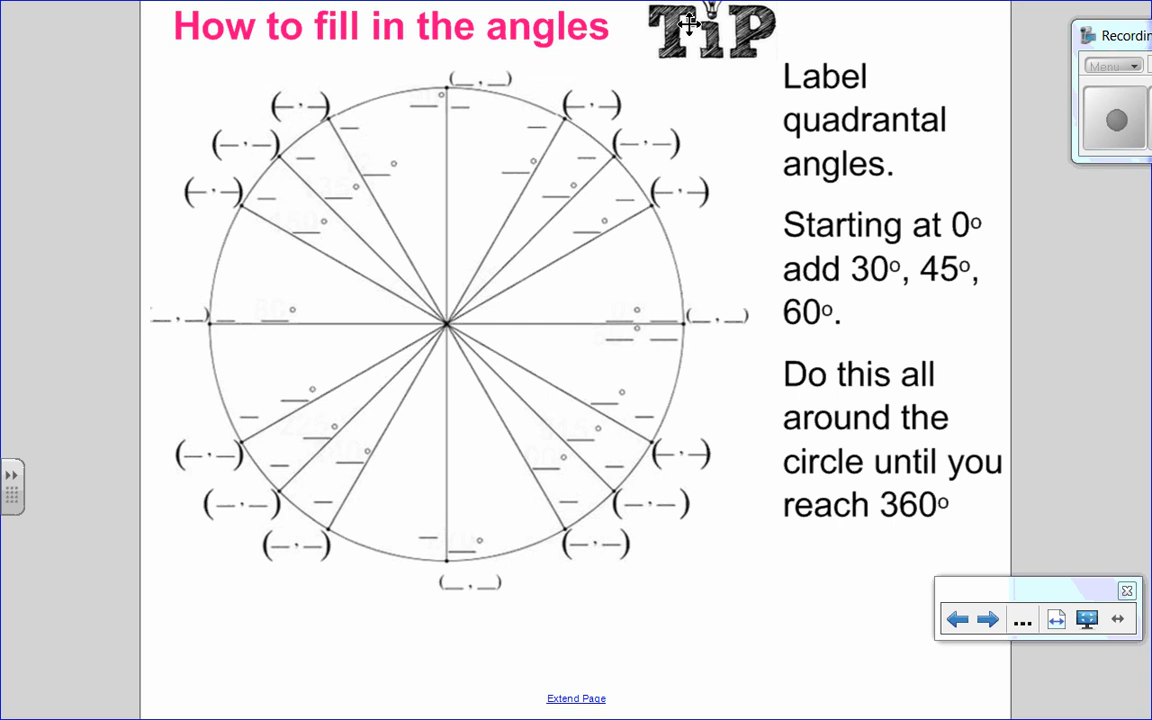 How to fill in the angles
TiP
Label
quadrantal
angles.
Starting at 0º
add 30º, 45º,
60º.
Do this all
around the
circle until you
reach 360º
Recordin
Menu
...
Extend Page